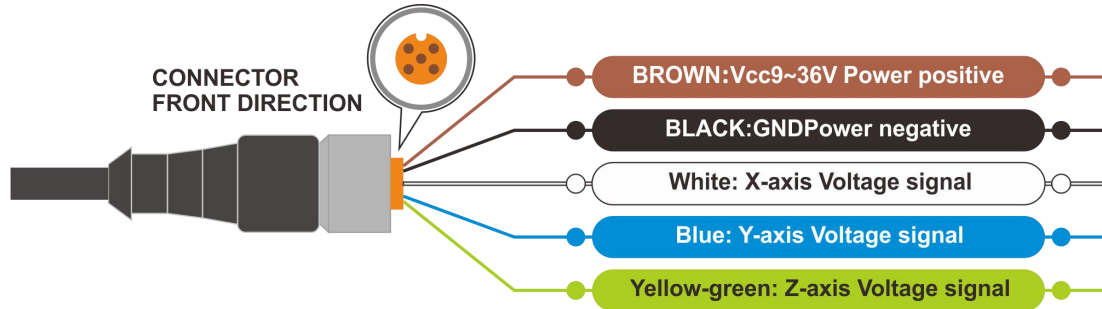 CONNECTOR
FRONT DIRECTION
BROWN:Vcc9~36V Power positive
BLACK:GNDPower negative
White: X-axis Voltage signal
Blue: Y-axis Voltage signal
Yellow-green: Z-axis Voltage signal